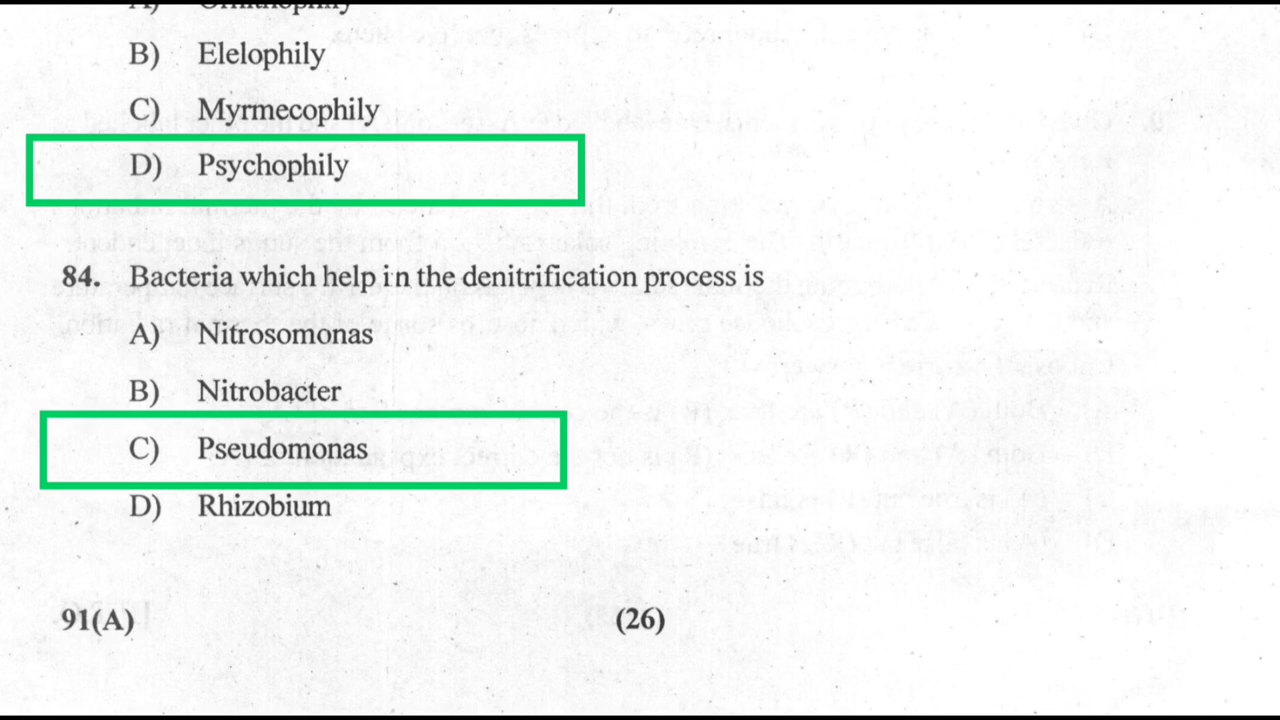 B) Elelophily
C) Myrmecophily
D) Psychophily
84. Bacteria which help in the denitrification process is
A) Nitrosomonas
B) Nitrobacter
C) Pseudomonas
D) Rhizobium
91(A) (26)